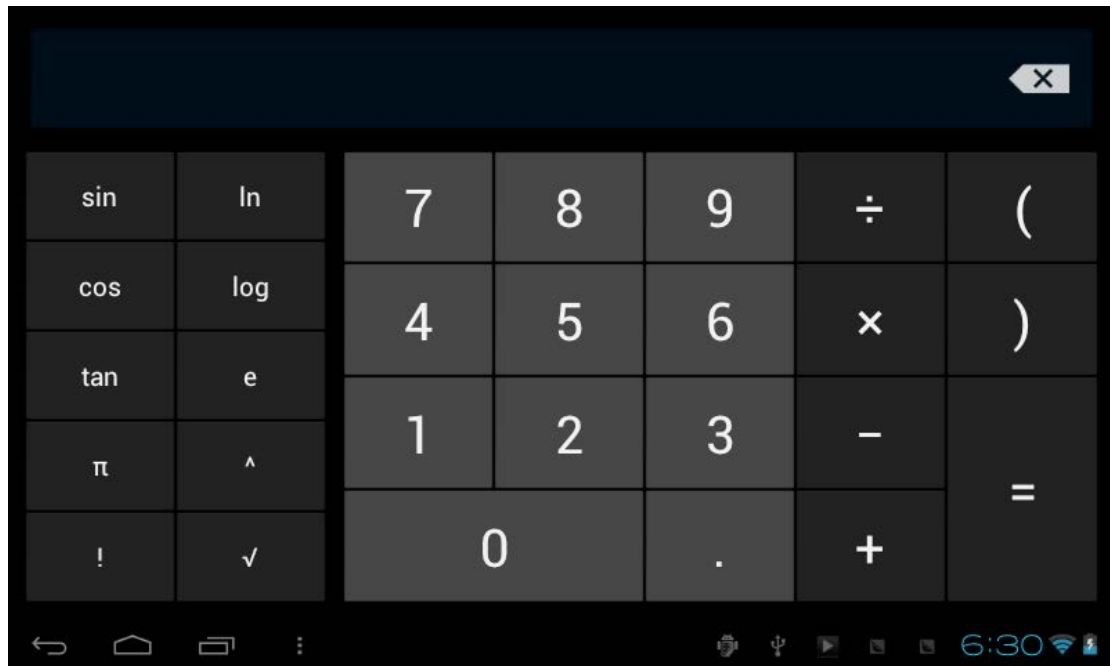 sin ln 7 8 9 ÷ (
cos log 4 5 6 × )
tan e 1 2 3 −
π ^ =
! √ 0 . +
6:30